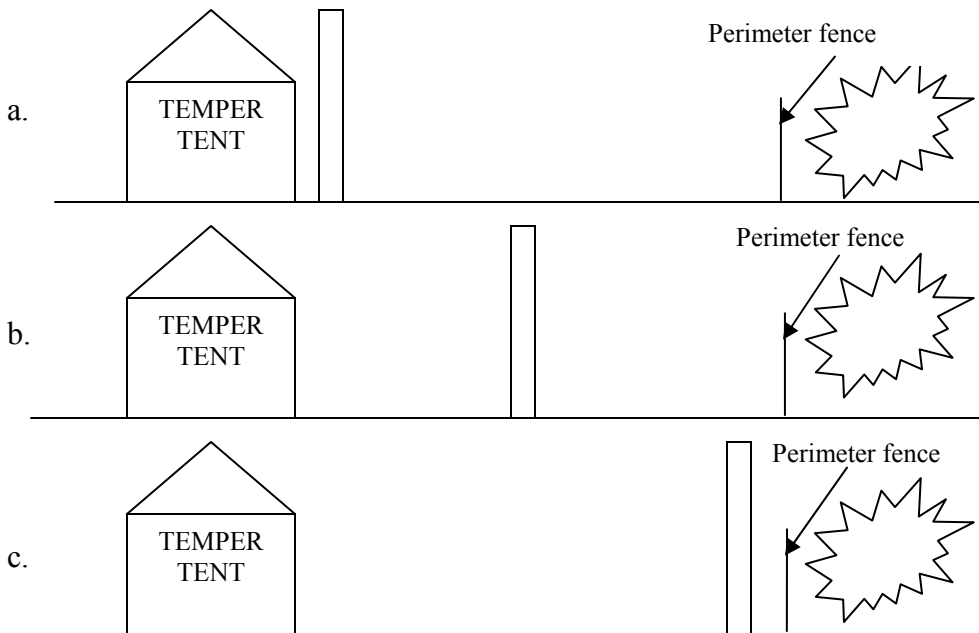 Perimeter fence
a.
TEMPER
TENT
Perimeter fence
b.
TEMPER
TENT
Perimeter fence
c.
TEMPER
TENT